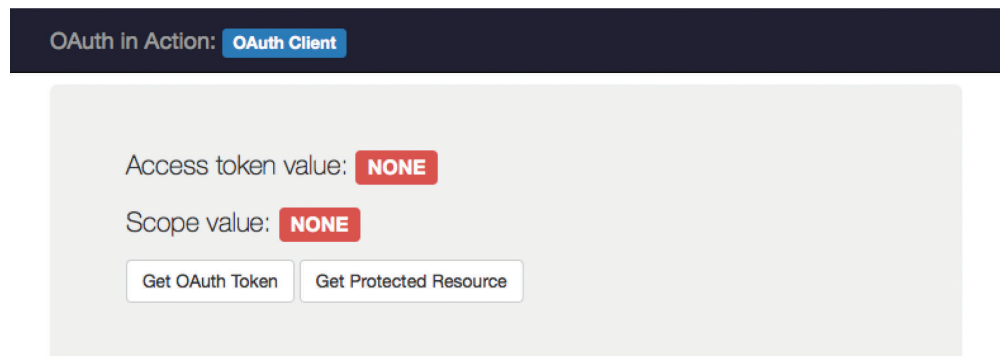 OAuth in Action: OAuth Client
Access token value: NONE
Scope value: NONE
Get OAuth Token Get Protected Resource